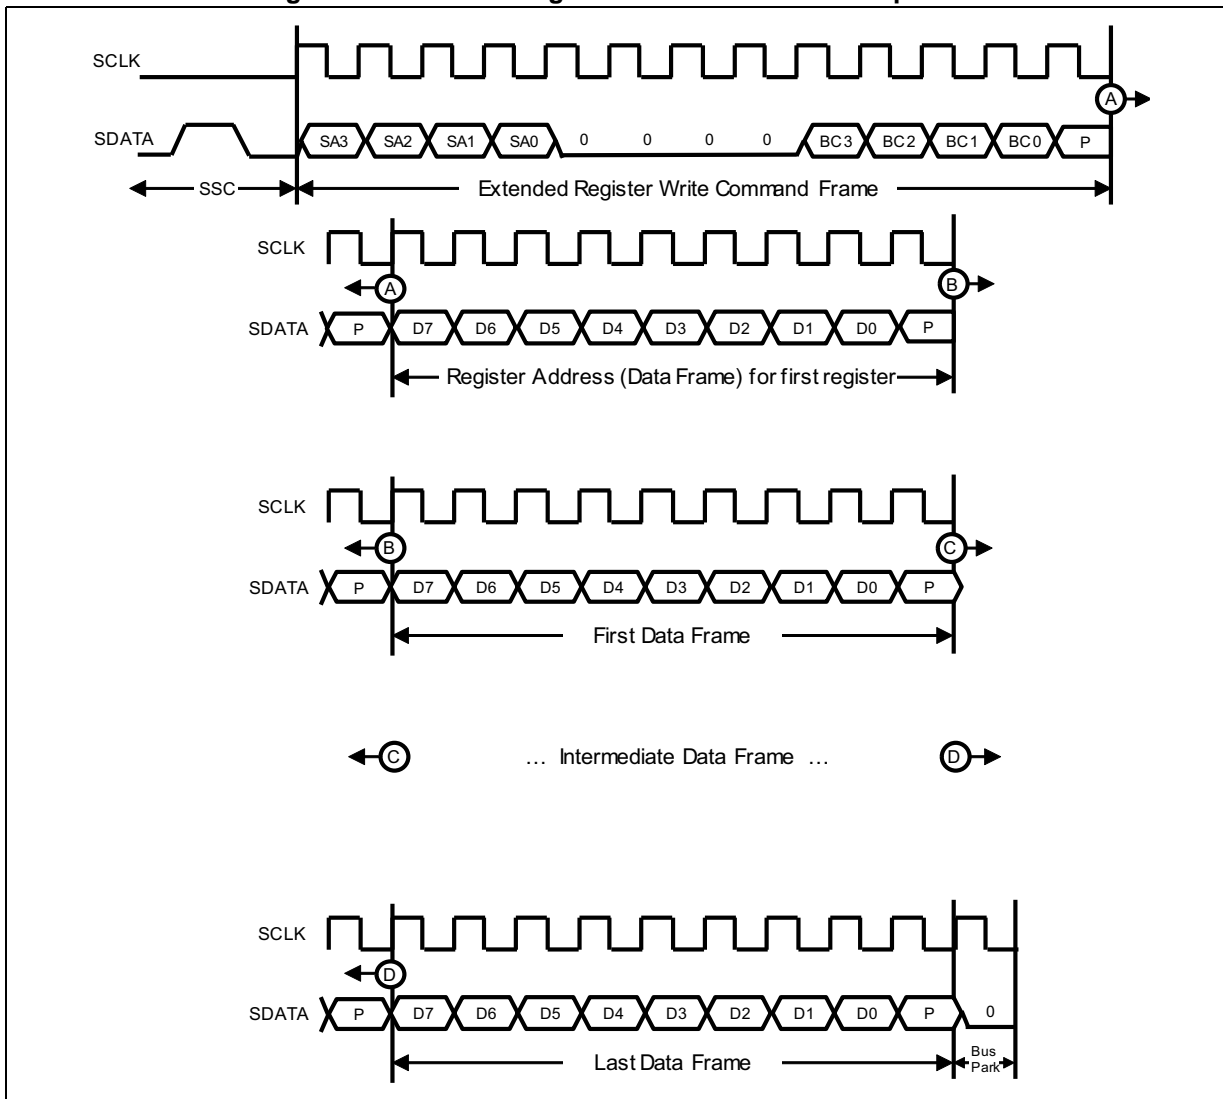 SCLK
A
SDATA SA3 SA2 SA1 SA0 0 0 0 0 BC3 BC2 BC1 BC0 P
SSC Extended Register Write Command Frame
SCLK
A B
SDATA P D7 D6 D5 D4 D3 D2 D1 D0 P
Register Address (Data Frame) for first register
SCLK
B C
SDATA P D7 D6 D5 D4 D3 D2 D1 D0 P
First Data Frame
C ... Intermediate Data Frame ... D
SCLK
D
SDATA P D7 D6 D5 D4 D3 D2 D1 D0 P 0
Last Data Frame Bus
Park